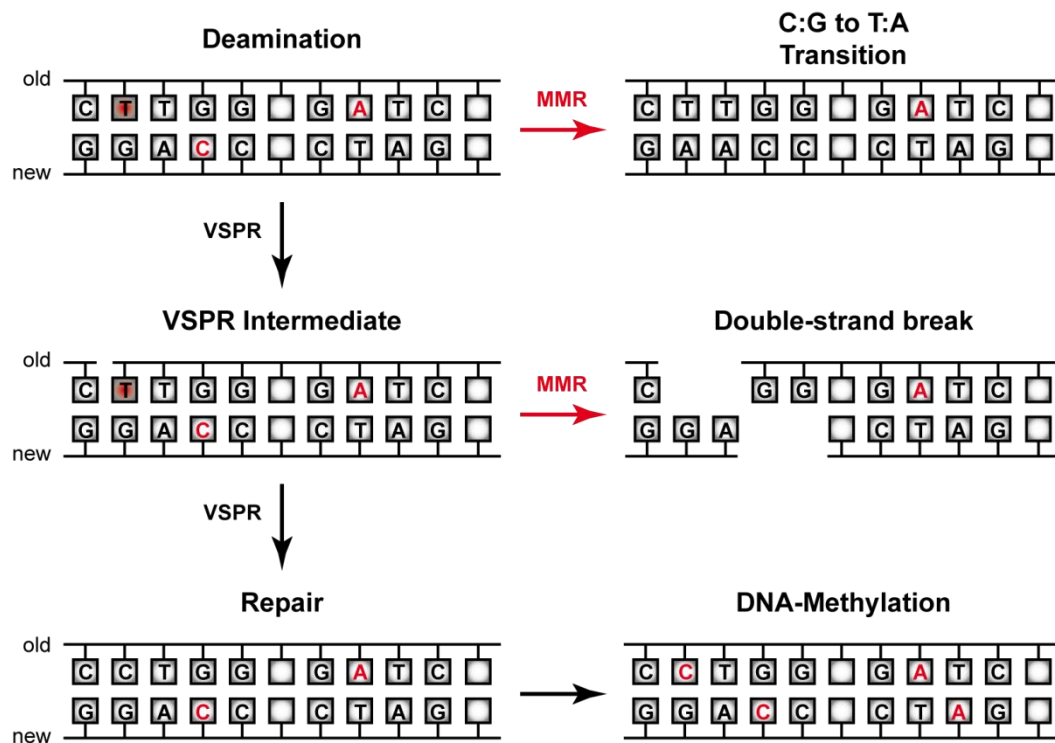 Deamination
C:G to T:A
Transition
old
C T T G G G A T C
MMR
C T T G G G A T C
G G A C C C T A G
G A A C C C T A G
new
VSPR
VSPR Intermediate
Double-strand break
old
C T T G G G A T C
MMR
C G G G A T C
G G A C C C T A G
G G A C T A G
new
VSPR
Repair
DNA-Methylation
old
C C T G G G A T C
C C T G G G A T C
G G A C C C T A G
G G A C C C T A G
new